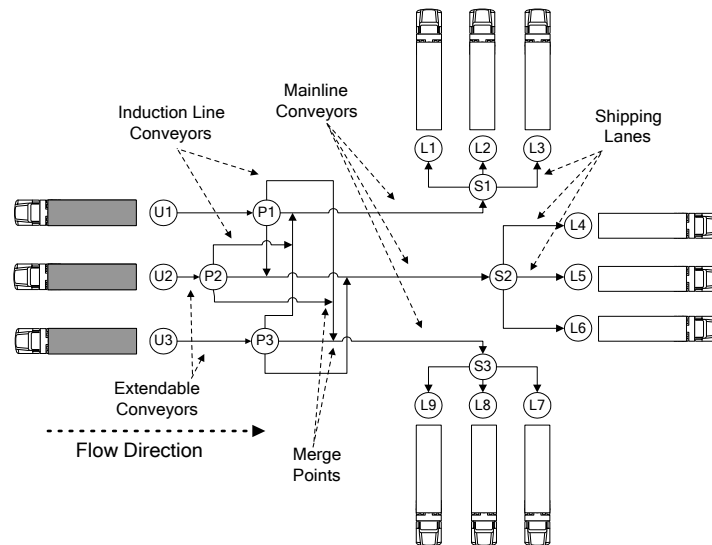 Mainline
Conveyors
Induction Line
Conveyors
Shipping
Lanes
L1
L2
L3
S1
U1
P1
L4
U2
P2
S2
L5
U3
P3
L6
S3
Extendable
Conveyors
L9
L8
L7
Flow Direction
Merge
Points